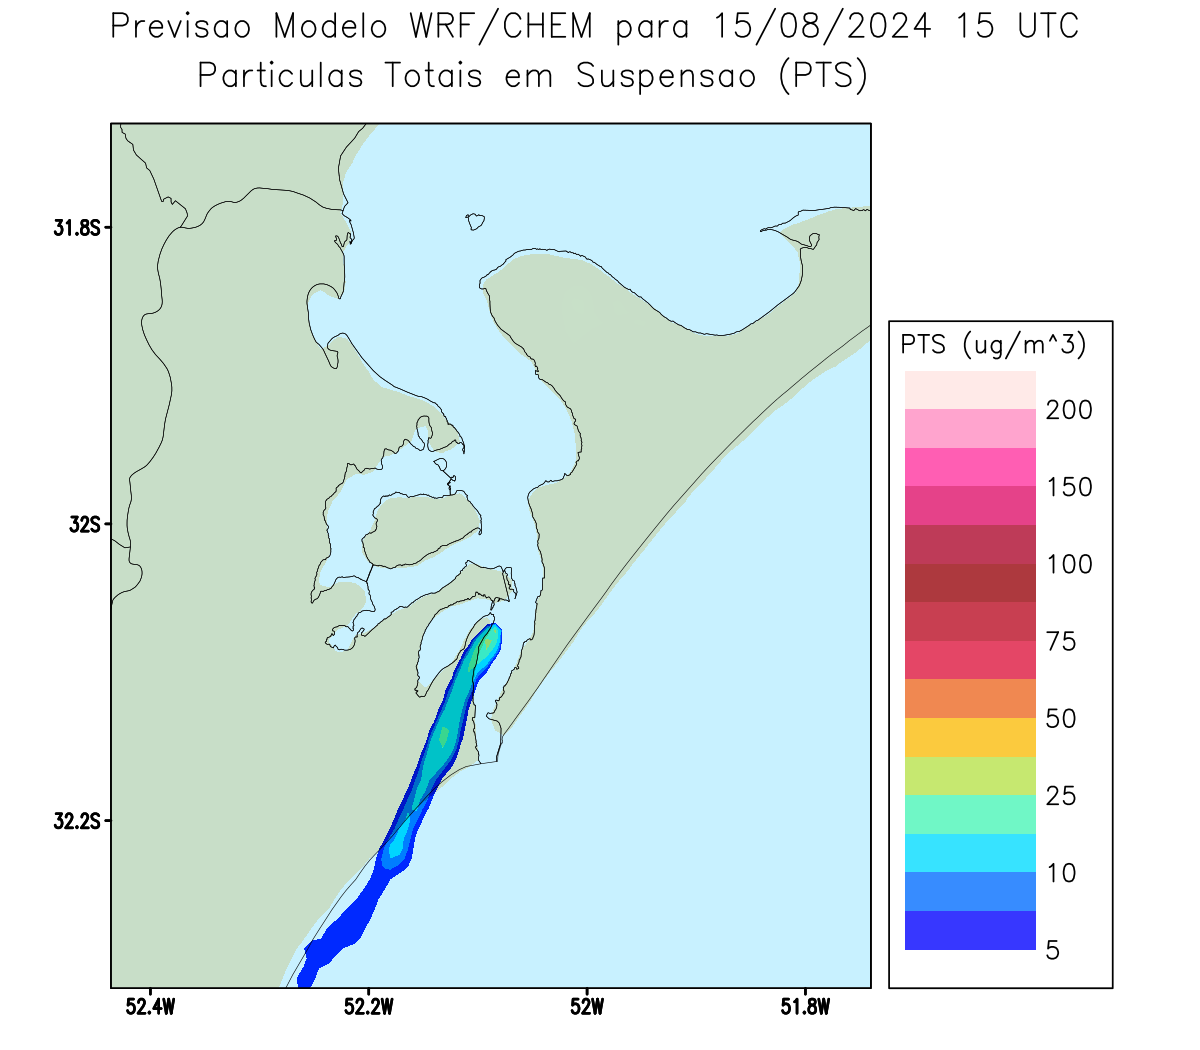 Previsao Modelo WRF/CHEM para 15/08/2024 15 UTC
Particulas Totais em Suspensao (PTS)
31.8S
32S
32.2S
52.4W
52.2W
52W
51.8W
PTS (ug/m^3)
200
150
100
75
50
25
10
5